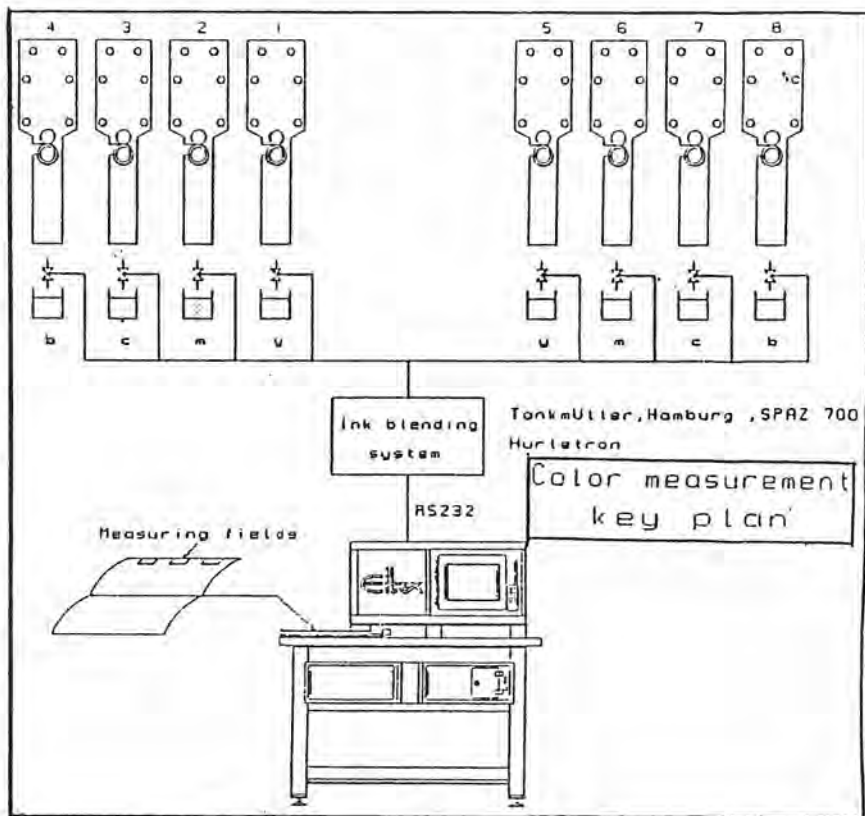 4 3 2 1 5 6 7 8
b c m y y m c b
Ink blending
system
Tankmüller,Hamburg ,SPAZ 700
Hurletron
Color measurement
key plan
RS232
Measuring fields